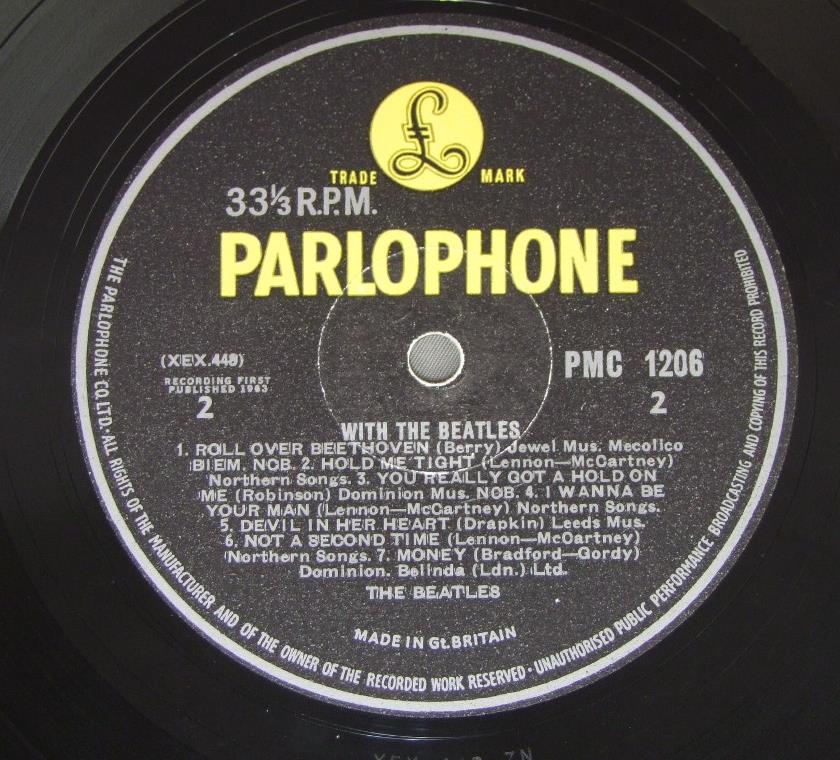 £
TRADE MARK
33⅓ R.P.M.
PARLOPHONE
(XEX.448)
RECORDING FIRST
PUBLISHED 1963
2
PMC 1206
2
WITH THE BEATLES
1. ROLL OVER BEETHOVEN (Berry) Jewel Mus. Mecolico
BIEM. NCB. 2. HOLD ME TIGHT (Lennon—McCartney)
Northern Songs. 3. YOU REALLY GOT A HOLD ON
ME (Robinson) Dominion Mus. NCB. 4. I WANNA BE
YOUR MAN (Lennon—McCartney) Northern Songs.
5. DEVIL IN HER HEART (Drapkin) Leeds Mus.
6. NOT A SECOND TIME (Lennon—McCartney)
Northern Songs. 7. MONEY (Bradford—Gordy)
Dominion. Belinda (Ldn.) Ltd.
THE BEATLES
MADE IN Gt. BRITAIN
THE PARLOPHONE CO. LTD · ALL RIGHTS OF THE MANUFACTURER AND OF THE OWNER OF THE RECORDED WORK RESERVED · UNAUTHORISED PUBLIC PERFORMANCE BROADCASTING AND COPYING OF THIS RECORD PROHIBITED